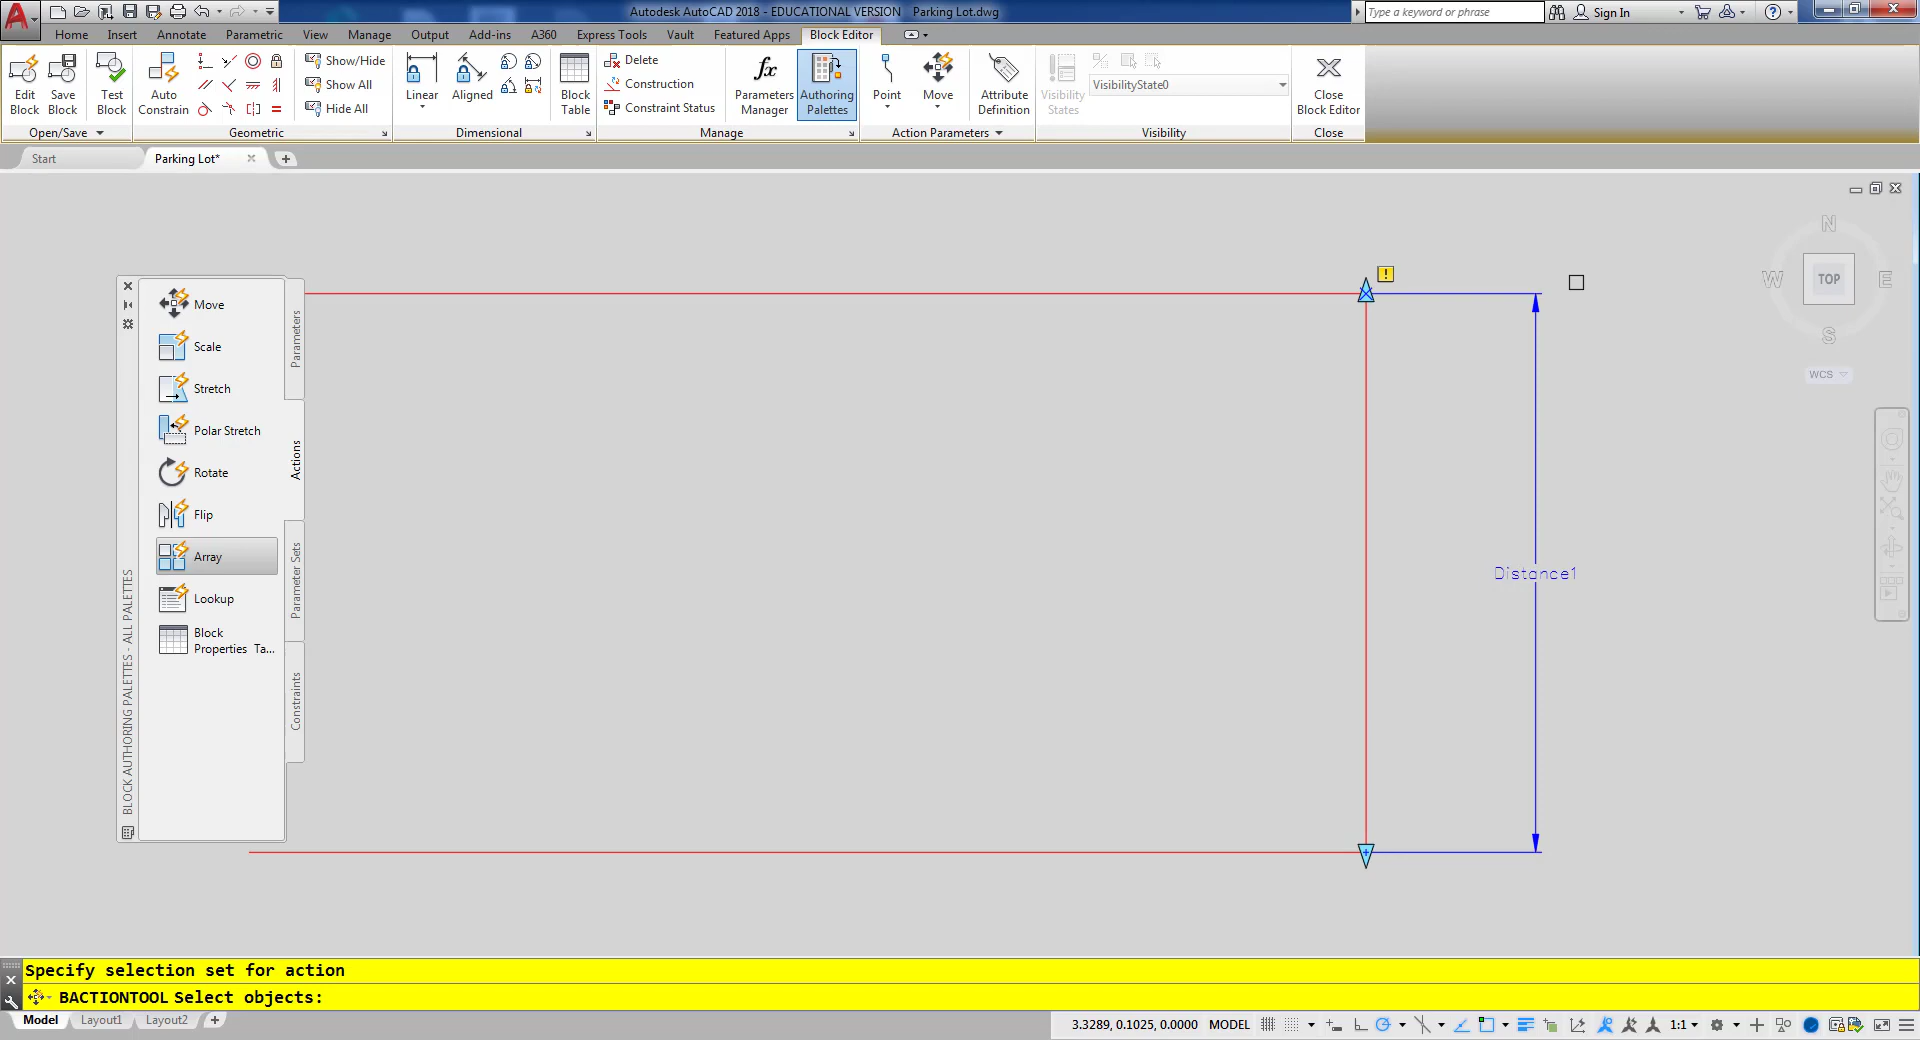 Autodesk AutoCAD 2018 - EDUCATIONAL VERSION Parking Lot.dwg
Type a keyword or phrase
Sign In
Home Insert Annotate Parametric View Manage Output Add-ins A360 Express Tools Vault Featured Apps Block Editor
Edit Block
Save Block
Test Block
Auto Constrain
Show/Hide
Show All
Hide All
Linear
Aligned
Block Table
Delete
Construction
Constraint Status
Parameters Manager
Authoring Palettes
Point
Move
Attribute Definition
Visibility States
VisibilityState0
Close Block Editor
Open/Save Geometric Dimensional Manage Action Parameters Visibility Close
Start Parking Lot*
N
W TOP E
S
WCS
Move
Scale
Stretch
Polar Stretch
Rotate
Flip
Array
Lookup
Block
Properties Ta...
Parameters
Actions
Parameter Sets
Constraints
BLOCK AUTHORING PALETTES - ALL PALETTES
!
Distance1
Specify selection set for action
BACTIONTOOL Select objects:
Model Layout1 Layout2
3.3289, 0.1025, 0.0000 MODEL 1:1